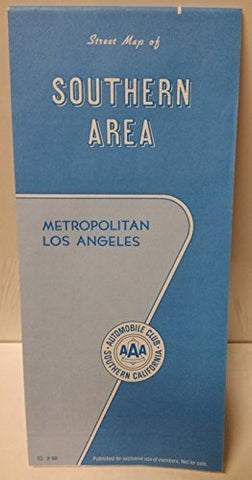 Street Map of
SOUTHERN
AREA
METROPOLITAN
LOS ANGELES
AUTOMOBILE CLUB
AAA
SOUTHERN CALIFORNIA
Published for exclusive use of members. Not for sale.